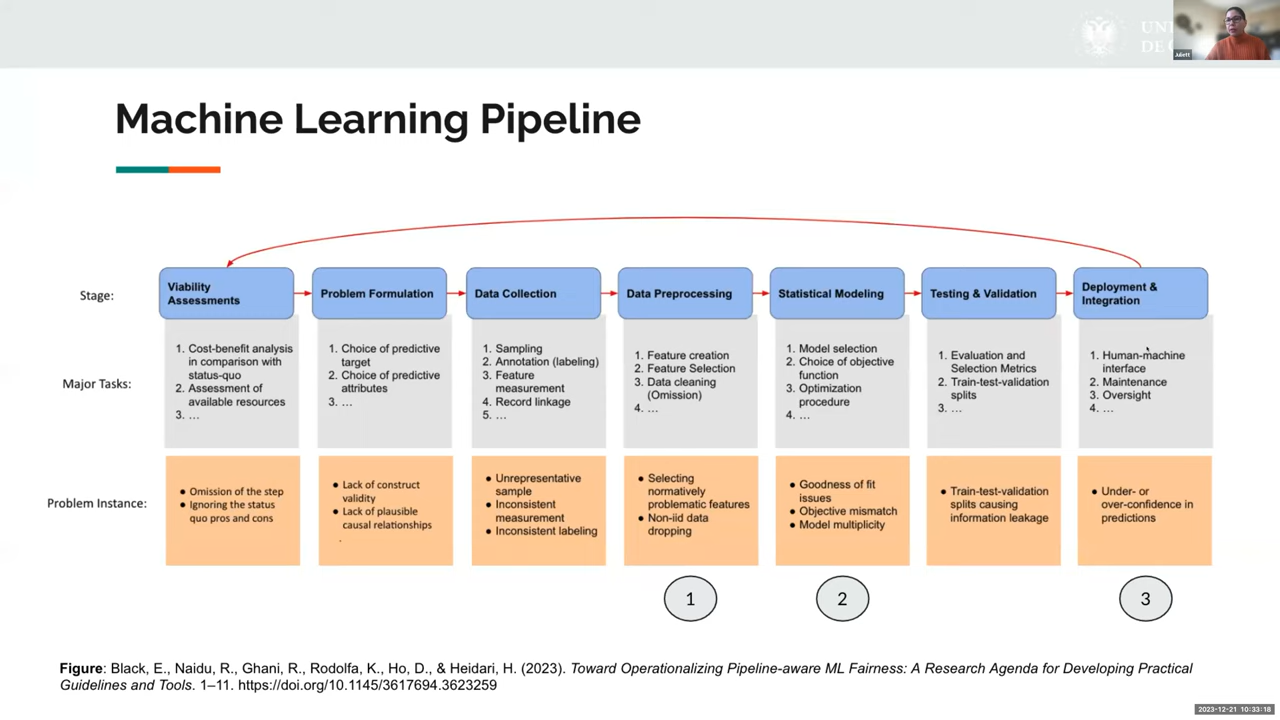 UNI
DE
Juliett
Machine Learning Pipeline
Stage:
Viability
Assessments
Problem Formulation
Data Collection
Data Preprocessing
Statistical Modeling
Testing & Validation
Deployment &
Integration
Major Tasks:
1. Cost-benefit analysis
in comparison with
status-quo
2. Assessment of
available resources
3. ...
1. Choice of predictive
target
2. Choice of predictive
attributes
3. ...
1. Sampling
2. Annotation (labeling)
3. Feature
measurement
4. Record linkage
5. ...
1. Feature creation
2. Feature Selection
3. Data cleaning
(Omission)
4. ...
1. Model selection
2. Choice of objective
function
3. Optimization
procedure
4. ...
1. Evaluation and
Selection Metrics
2. Train-test-validation
splits
3. ...
1. Human-machine
interface
2. Maintenance
3. Oversight
4. ...
Problem Instance:
● Omission of the step
● Ignoring the status
quo pros and cons
● Lack of construct
validity
● Lack of plausible
causal relationships
.
● Unrepresentative
sample
● Inconsistent
measurement
● Inconsistent labeling
● Selecting
normatively
problematic features
● Non-iid data
dropping
● Goodness of fit
issues
● Objective mismatch
● Model multiplicity
● Train-test-validation
splits causing
information leakage
● Under- or
over-confidence in
predictions
1
2
3
Figure: Black, E., Naidu, R., Ghani, R., Rodolfa, K., Ho, D., & Heidari, H. (2023). Toward Operationalizing Pipeline-aware ML Fairness: A Research Agenda for Developing Practical
Guidelines and Tools. 1–11. https://doi.org/10.1145/3617694.3623259
2023-12-21 10:33:18